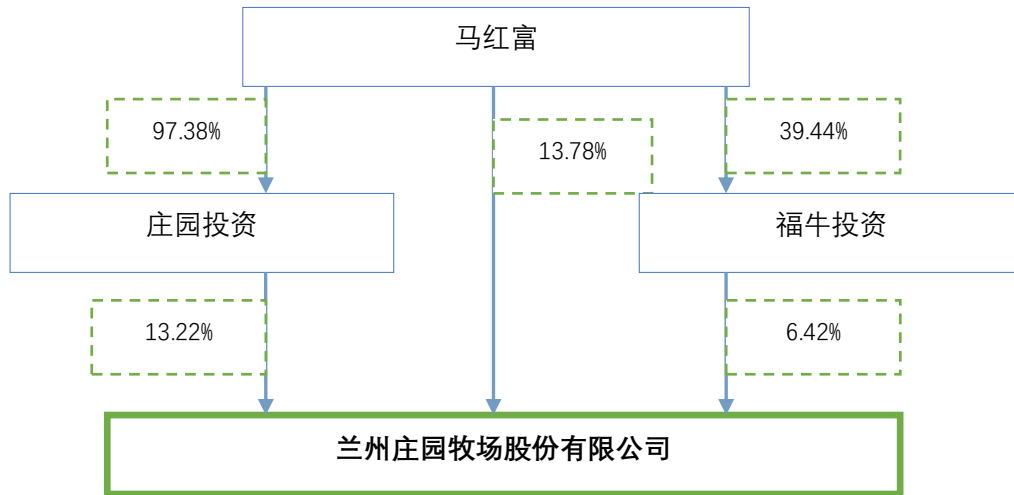 马红富
97.38%
13.78%
39.44%
庄园投资
福牛投资
13.22%
6.42%
兰州庄园牧场股份有限公司